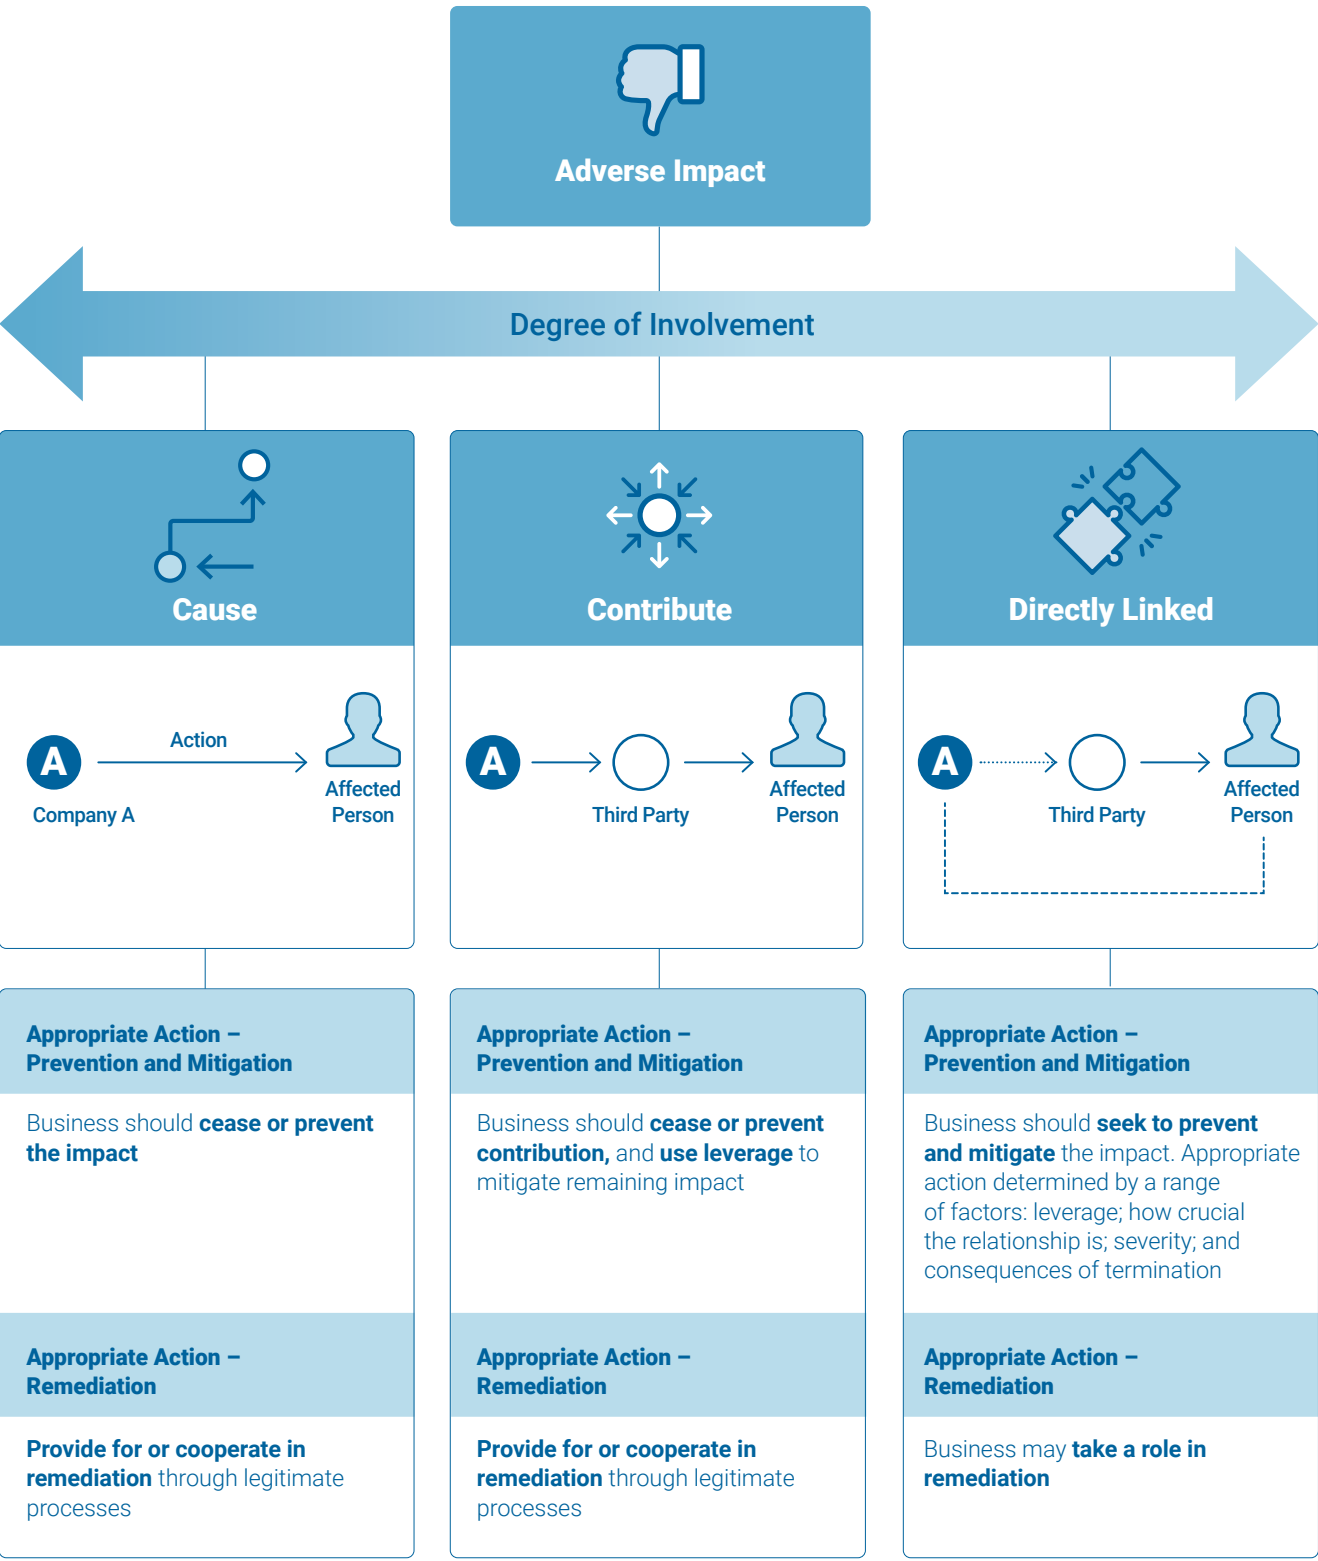 Adverse Impact
Degree of Involvement
Cause
A
Action
Company A
Affected
Person
Contribute
A
Third Party
Affected
Person
Directly Linked
A
Third Party
Affected
Person
Appropriate Action –
Prevention and Mitigation
Business should cease or prevent
the impact
Appropriate Action –
Remediation
Provide for or cooperate in
remediation through legitimate
processes
Appropriate Action –
Prevention and Mitigation
Business should cease or prevent
contribution, and use leverage to
mitigate remaining impact
Appropriate Action –
Remediation
Provide for or cooperate in
remediation through legitimate
processes
Appropriate Action –
Prevention and Mitigation
Business should seek to prevent
and mitigate the impact. Appropriate
action determined by a range
of factors: leverage; how crucial
the relationship is; severity; and
consequences of termination
Appropriate Action –
Remediation
Business may take a role in
remediation